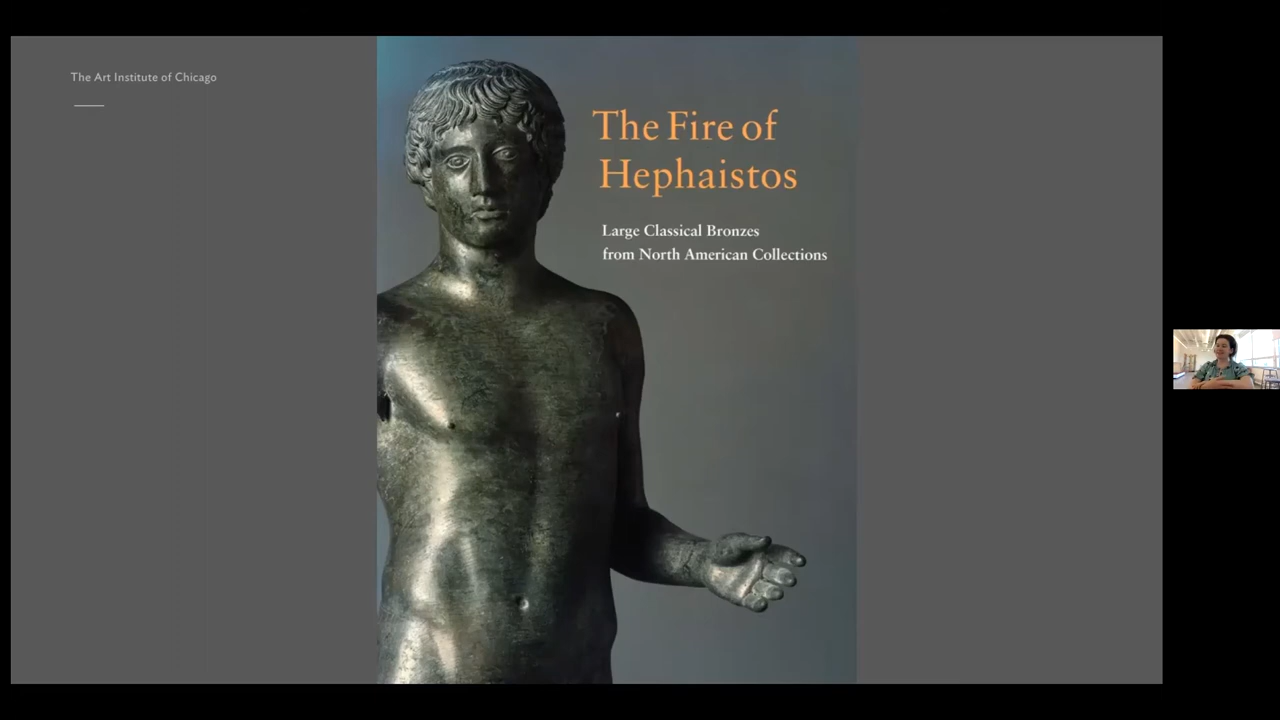 The Art Institute of Chicago
The Fire of
Hephaistos
Large Classical Bronzes
from North American Collections